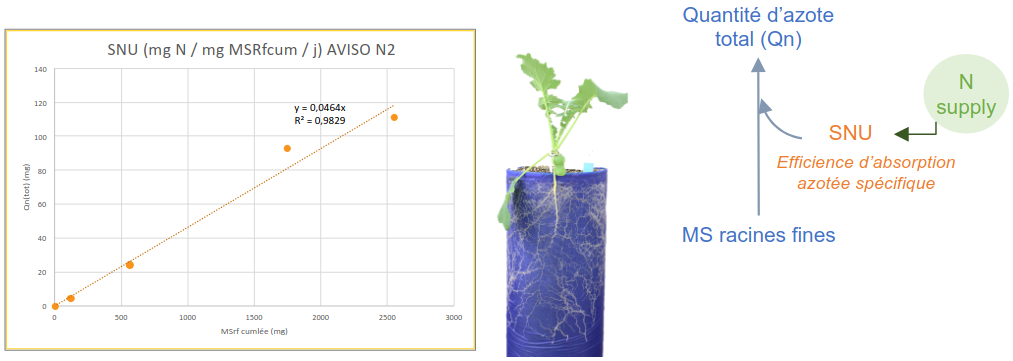 SNU (mg N / mg MSRfcum / j) AVISO N2
140
120
100
80
60
40
20
0
Qn(tot) (mg)
y = 0,0464x
R² = 0,9829
0
500
1000
1500
2000
2500
3000
MSrf cumlée (mg)
Quantité d’azote
total (Qn)
N
supply
SNU
Efficience d’absorption
azotée spécifique
MS racines fines